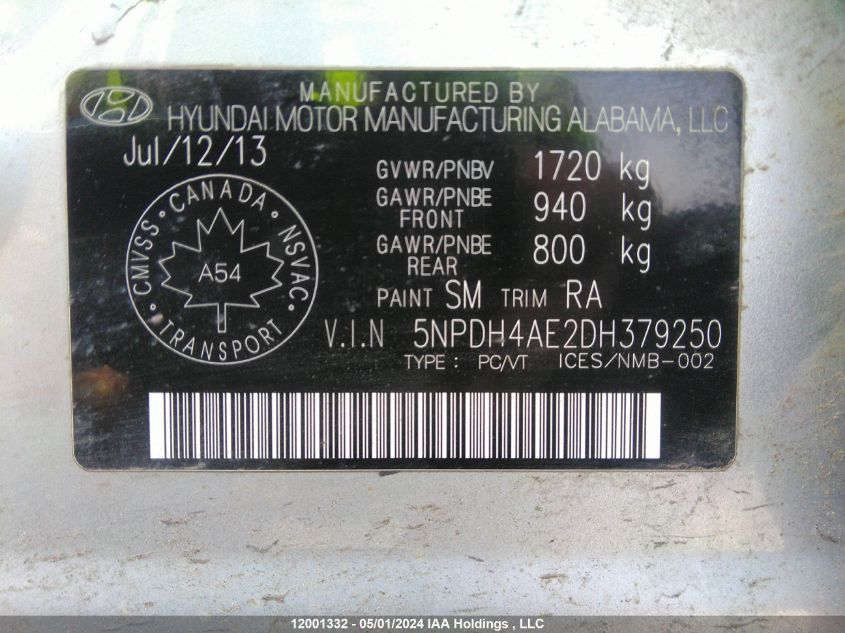 MANUFACTURED BY
HYUNDAI MOTOR MANUFACTURING ALABAMA, LLC
Jul/12/13
GVWR/PNBV 1720 kg
GAWR/PNBE FRONT 940 kg
GAWR/PNBE REAR 800 kg
CANADA • NSVAC • TRANSPORT • CMVSS •
A54
PAINT SM TRIM RA
V.I.N 5NPDH4AE2DH379250
TYPE : PC/VT ICES/NMB-002
12001332 - 05/01/2024 IAA Holdings , LLC